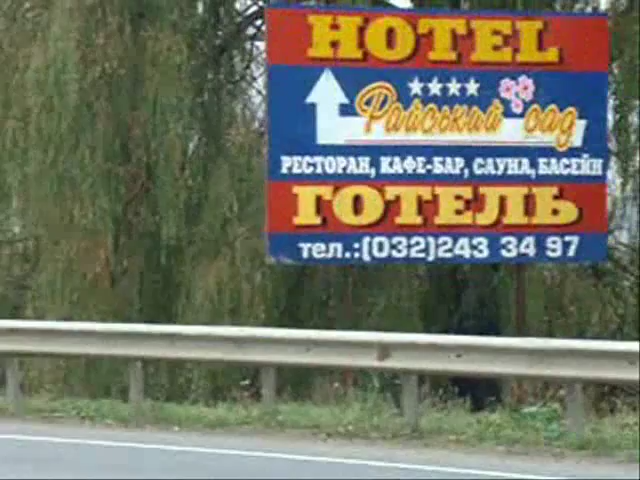 HOTEL
Райський сад
РЕСТОРАН, КАФЕ-БАР, САУНА, БАСЕЙН
ГОТЕЛЬ
тел.:(032)243 34 97